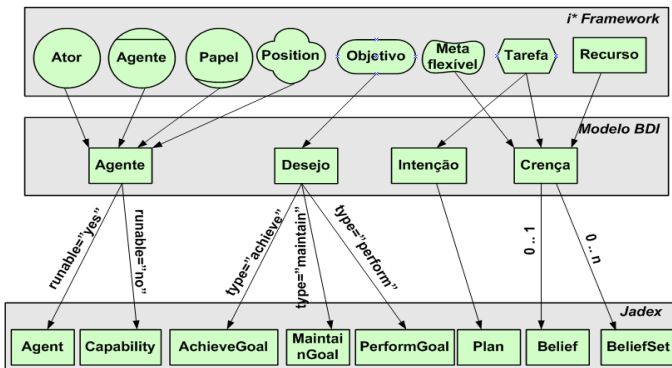 i* Framework
Ator
Agente
Papel
Position
Objetivo
Meta
flexível
Tarefa
Recurso
Modelo BDI
Agente
Desejo
Intenção
Crença
runable="yes"
runable="no"
type="achieve"
type="maintain"
type="perform"
0 .. 1
0 .. n
Jadex
Agent
Capability
AchieveGoal
Maintai
nGoal
PerformGoal
Plan
Belief
BeliefSet